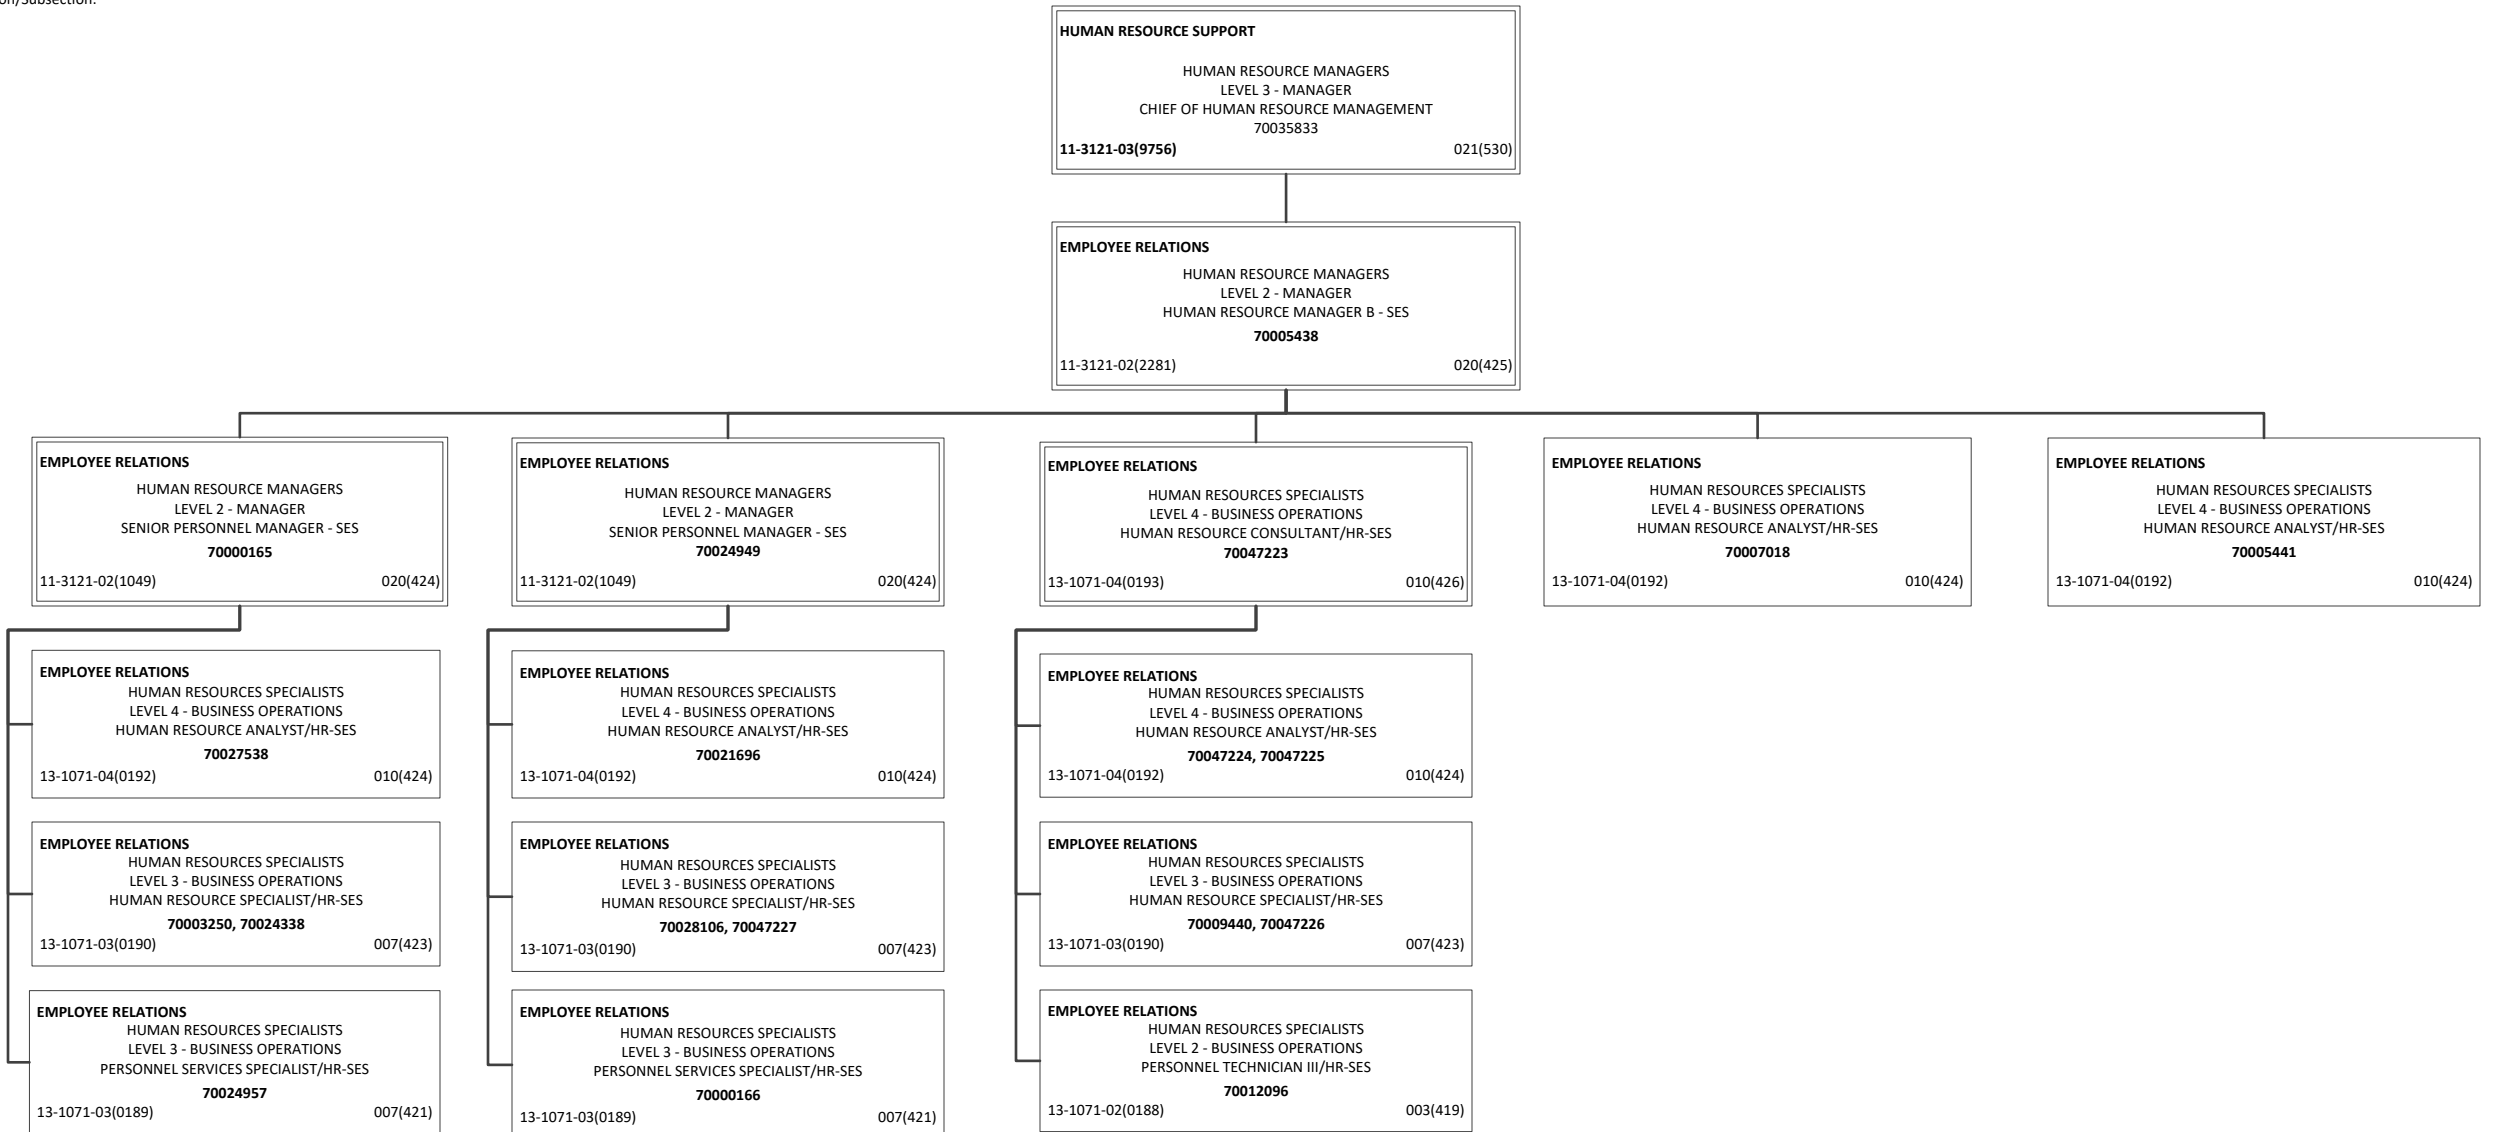 on/Subsection:
HUMAN RESOURCE SUPPORT
HUMAN RESOURCE MANAGERS
LEVEL 3 - MANAGER
CHIEF OF HUMAN RESOURCE MANAGEMENT
70035833
11-3121-03(9756) 021(530)
EMPLOYEE RELATIONS
HUMAN RESOURCE MANAGERS
LEVEL 2 - MANAGER
HUMAN RESOURCE MANAGER B - SES
70005438
11-3121-02(2281) 020(425)
EMPLOYEE RELATIONS
HUMAN RESOURCE MANAGERS
LEVEL 2 - MANAGER
SENIOR PERSONNEL MANAGER - SES
70000165
11-3121-02(1049) 020(424)
EMPLOYEE RELATIONS
HUMAN RESOURCE MANAGERS
LEVEL 2 - MANAGER
SENIOR PERSONNEL MANAGER - SES
70024949
11-3121-02(1049) 020(424)
EMPLOYEE RELATIONS
HUMAN RESOURCES SPECIALISTS
LEVEL 4 - BUSINESS OPERATIONS
HUMAN RESOURCE CONSULTANT/HR-SES
70047223
13-1071-04(0193) 010(426)
EMPLOYEE RELATIONS
HUMAN RESOURCES SPECIALISTS
LEVEL 4 - BUSINESS OPERATIONS
HUMAN RESOURCE ANALYST/HR-SES
70007018
13-1071-04(0192) 010(424)
EMPLOYEE RELATIONS
HUMAN RESOURCES SPECIALISTS
LEVEL 4 - BUSINESS OPERATIONS
HUMAN RESOURCE ANALYST/HR-SES
70005441
13-1071-04(0192) 010(424)
EMPLOYEE RELATIONS
HUMAN RESOURCES SPECIALISTS
LEVEL 4 - BUSINESS OPERATIONS
HUMAN RESOURCE ANALYST/HR-SES
70027538
13-1071-04(0192) 010(424)
EMPLOYEE RELATIONS
HUMAN RESOURCES SPECIALISTS
LEVEL 4 - BUSINESS OPERATIONS
HUMAN RESOURCE ANALYST/HR-SES
70021696
13-1071-04(0192) 010(424)
EMPLOYEE RELATIONS
HUMAN RESOURCES SPECIALISTS
LEVEL 4 - BUSINESS OPERATIONS
HUMAN RESOURCE ANALYST/HR-SES
70047224, 70047225
13-1071-04(0192) 010(424)
EMPLOYEE RELATIONS
HUMAN RESOURCES SPECIALISTS
LEVEL 3 - BUSINESS OPERATIONS
HUMAN RESOURCE SPECIALIST/HR-SES
70003250, 70024338
13-1071-03(0190) 007(423)
EMPLOYEE RELATIONS
HUMAN RESOURCES SPECIALISTS
LEVEL 3 - BUSINESS OPERATIONS
HUMAN RESOURCE SPECIALIST/HR-SES
70028106, 70047227
13-1071-03(0190) 007(423)
EMPLOYEE RELATIONS
HUMAN RESOURCES SPECIALISTS
LEVEL 3 - BUSINESS OPERATIONS
HUMAN RESOURCE SPECIALIST/HR-SES
70009440, 70047226
13-1071-03(0190) 007(423)
EMPLOYEE RELATIONS
HUMAN RESOURCES SPECIALISTS
LEVEL 3 - BUSINESS OPERATIONS
PERSONNEL SERVICES SPECIALIST/HR-SES
70024957
13-1071-03(0189) 007(421)
EMPLOYEE RELATIONS
HUMAN RESOURCES SPECIALISTS
LEVEL 3 - BUSINESS OPERATIONS
PERSONNEL SERVICES SPECIALIST/HR-SES
70000166
13-1071-03(0189) 007(421)
EMPLOYEE RELATIONS
HUMAN RESOURCES SPECIALISTS
LEVEL 2 - BUSINESS OPERATIONS
PERSONNEL TECHNICIAN III/HR-SES
70012096
13-1071-02(0188) 003(419)